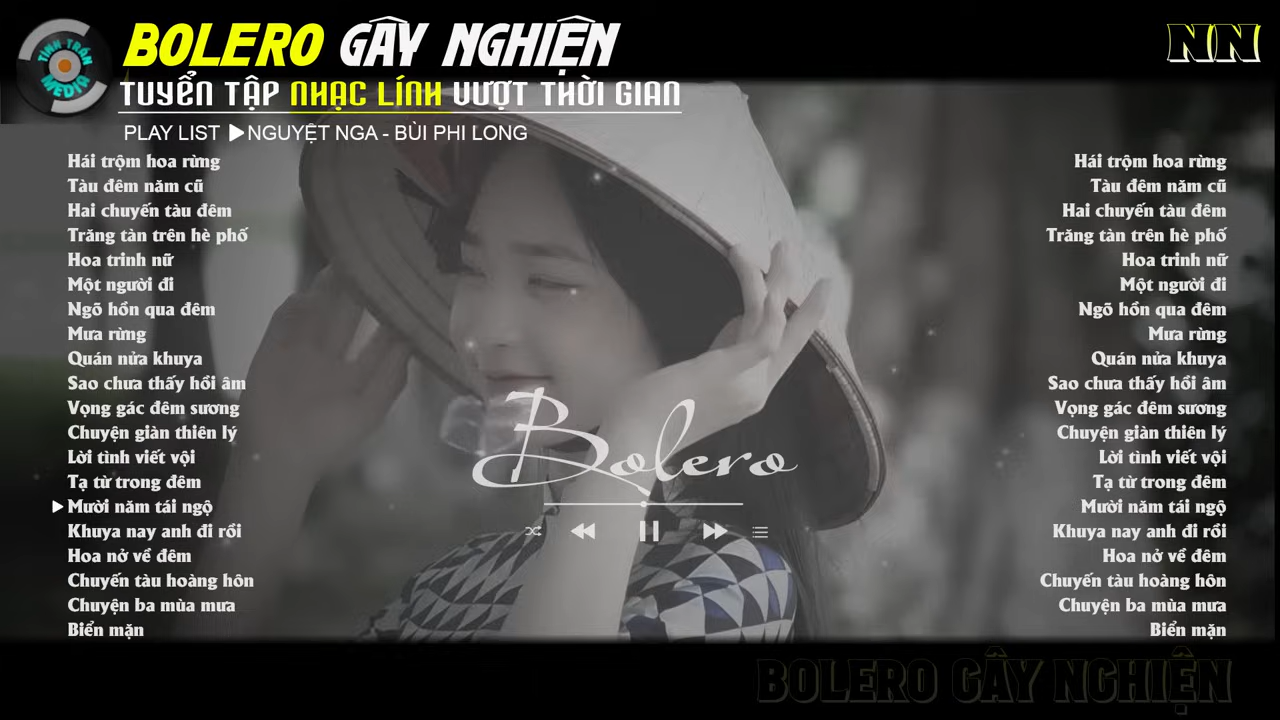 TÌNH TRẦN
MEDIA
BOLERO GÂY NGHIỆN
NN
TUYỂN TẬP NHẠC LÍNH VƯỢT THỜI GIAN
PLAY LIST NGUYỆT NGA - BÙI PHI LONG
Hái trộm hoa rừng
Tàu đêm năm cũ
Hai chuyến tàu đêm
Trăng tàn trên hè phố
Hoa trinh nữ
Một người đi
Ngõ hồn qua đêm
Mưa rừng
Quán nửa khuya
Sao chưa thấy hồi âm
Vọng gác đêm sương
Chuyện giàn thiên lý
Lời tình viết vội
Tạ từ trong đêm
Mười năm tái ngộ
Khuya nay anh đi rồi
Hoa nở về đêm
Chuyến tàu hoàng hôn
Chuyện ba mùa mưa
Biển mặn
Bolero
Hái trộm hoa rừng
Tàu đêm năm cũ
Hai chuyến tàu đêm
Trăng tàn trên hè phố
Hoa trinh nữ
Một người đi
Ngõ hồn qua đêm
Mưa rừng
Quán nửa khuya
Sao chưa thấy hồi âm
Vọng gác đêm sương
Chuyện giàn thiên lý
Lời tình viết vội
Tạ từ trong đêm
Mười năm tái ngộ
Khuya nay anh đi rồi
Hoa nở về đêm
Chuyến tàu hoàng hôn
Chuyện ba mùa mưa
Biển mặn
BOLERO GÂY NGHIỆN